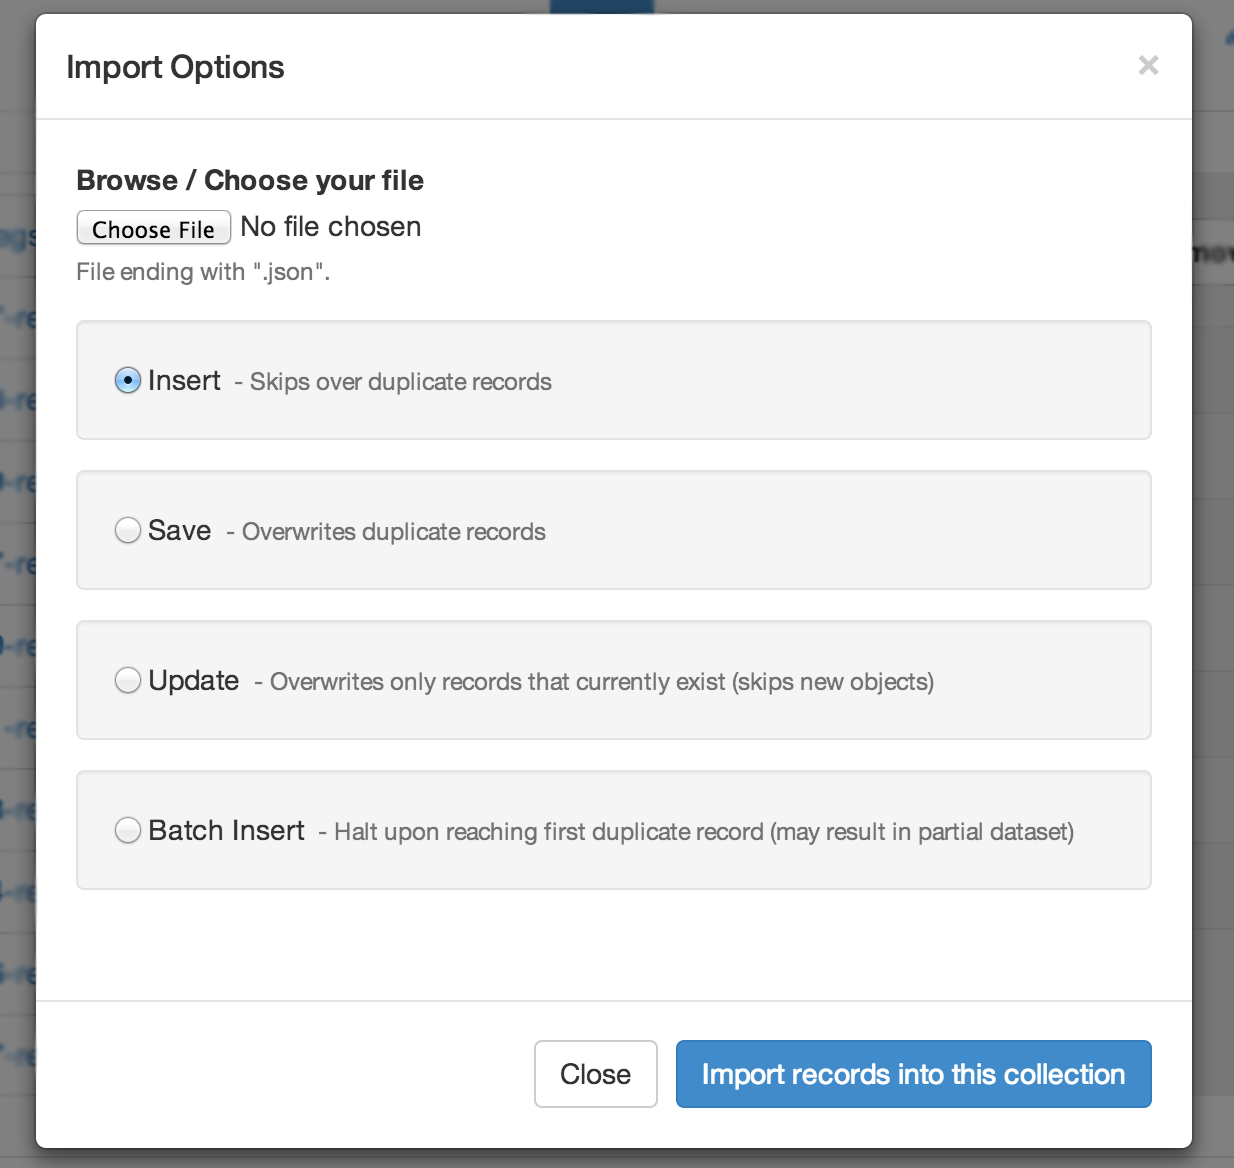 Import Options
×
Browse / Choose your file
Choose File No file chosen
File ending with ".json".
Insert - Skips over duplicate records
Save - Overwrites duplicate records
Update - Overwrites only records that currently exist (skips new objects)
Batch Insert - Halt upon reaching first duplicate record (may result in partial dataset)
Close Import records into this collection